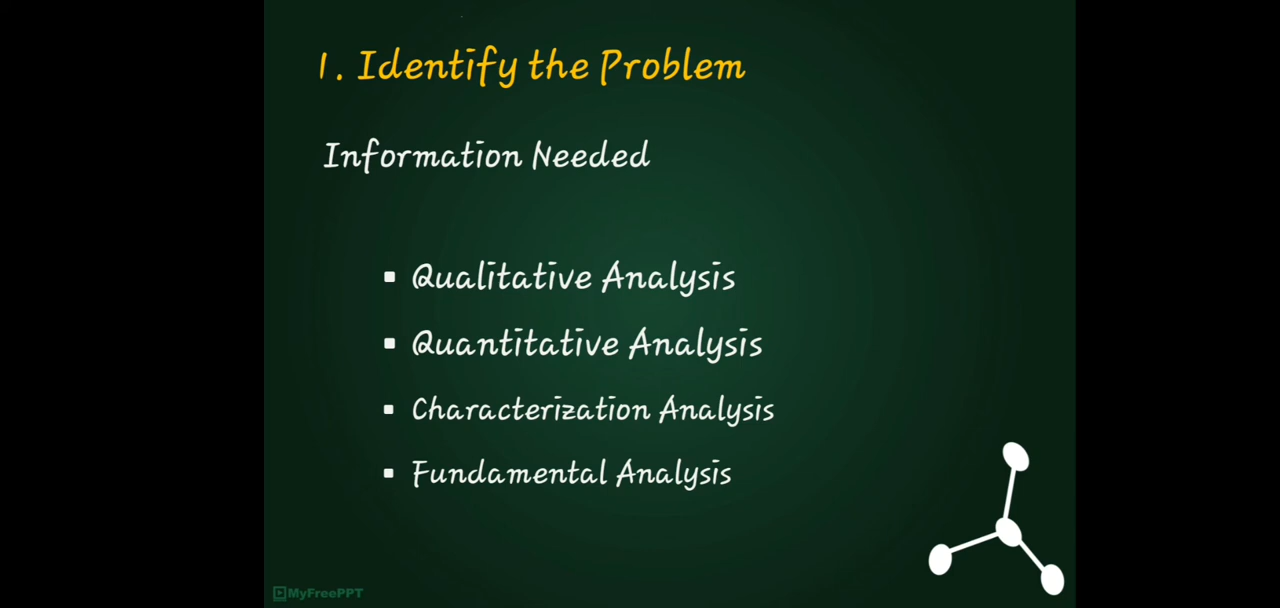 1. Identify the Problem
Information Needed
▪ Qualitative Analysis
▪ Quantitative Analysis
▪ Characterization Analysis
▪ Fundamental Analysis
MyFreePPT